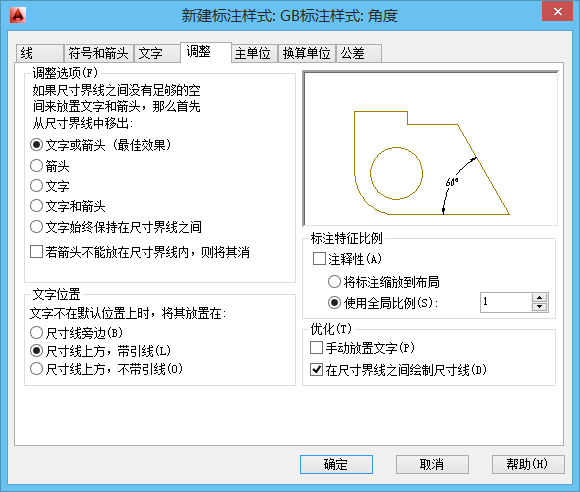 新建标注样式: GB标注样式: 角度
线
符号和箭头
文字
调整
主单位
换算单位
公差
调整选项(F)
如果尺寸界线之间没有足够的空
间来放置文字和箭头，那么首先
从尺寸界线中移出:
文字或箭头 (最佳效果)
箭头
文字
文字和箭头
文字始终保持在尺寸界线之间
若箭头不能放在尺寸界线内，则将其消
文字位置
文字不在默认位置上时，将其放置在:
尺寸线旁边(B)
尺寸线上方，带引线(L)
尺寸线上方，不带引线(O)
60°
标注特征比例
注释性(A)
将标注缩放到布局
使用全局比例(S):
1
优化(T)
手动放置文字(P)
在尺寸界线之间绘制尺寸线(D)
确定
取消
帮助(H)